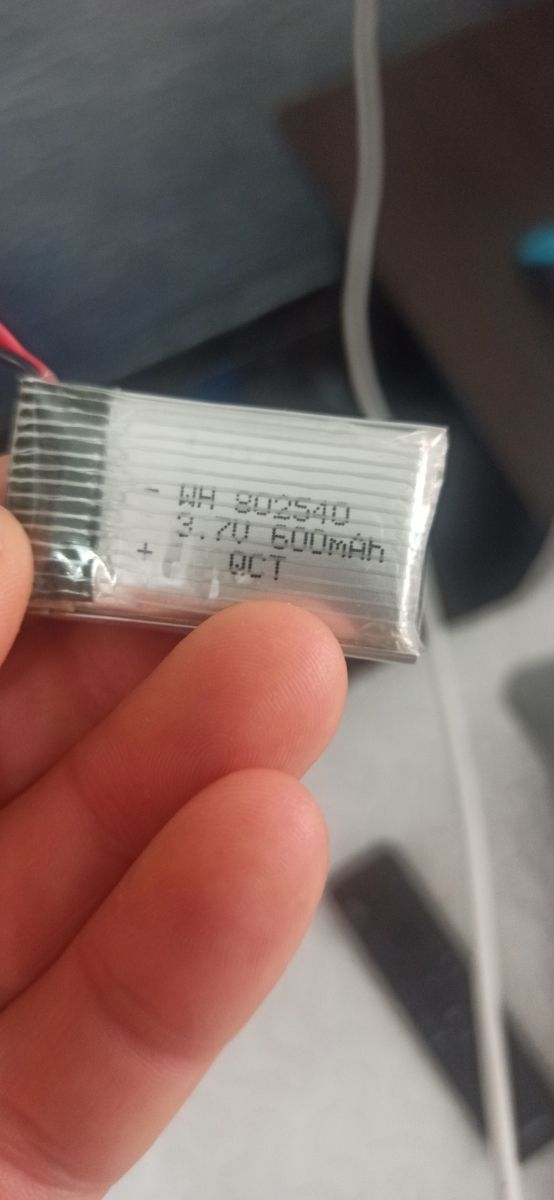 - WH 802540
3.7V 600mAh
+ QCT